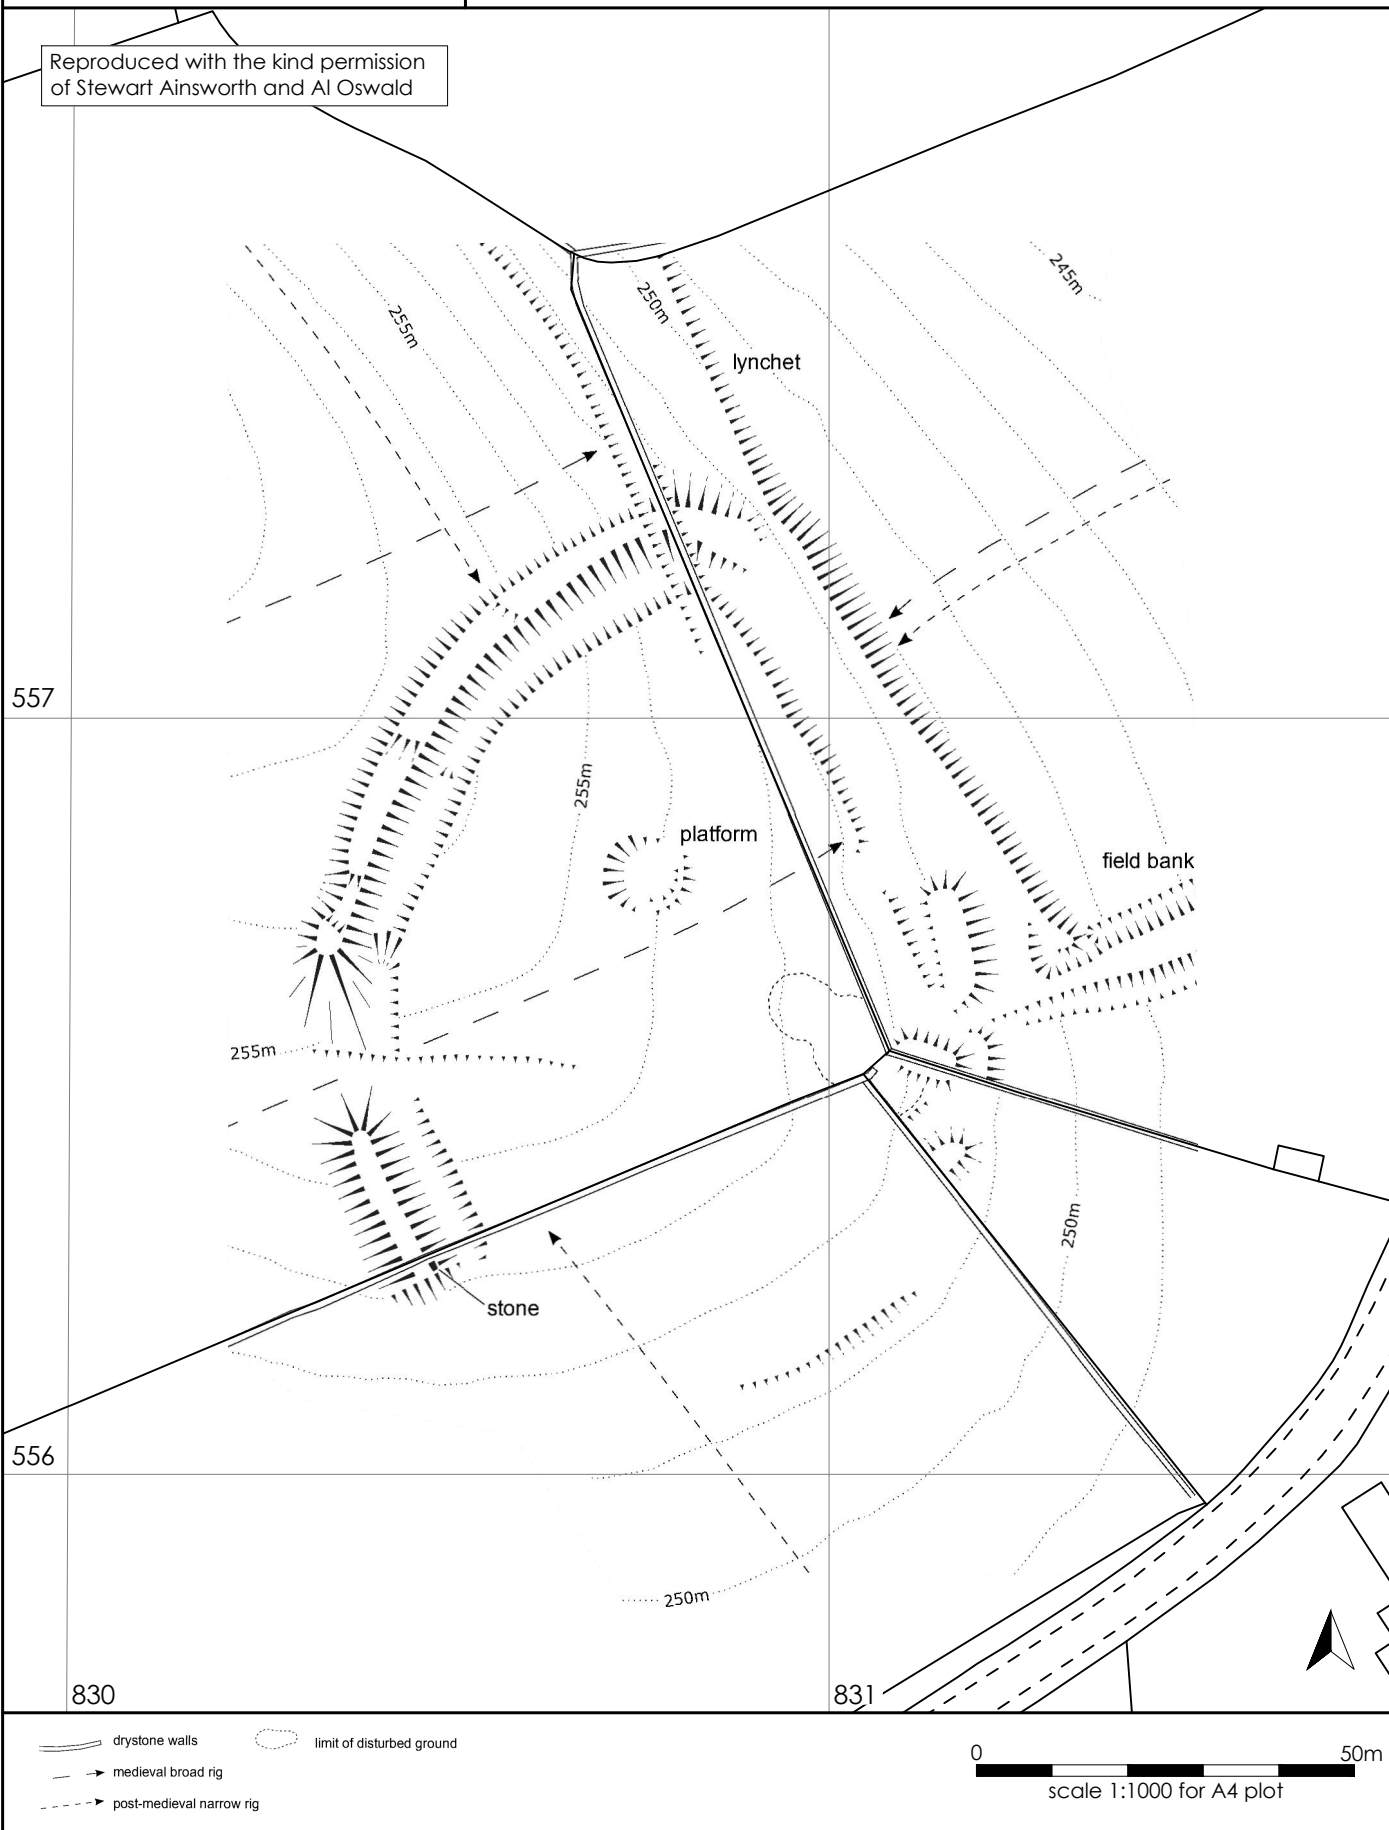 Reproduced with the kind permission
of Stewart Ainsworth and Al Oswald
245m
250m
255m
lynchet
557
255m
platform
field bank
255m
250m
stone
556
250m
830
831
drystone walls
limit of disturbed ground
medieval broad rig
post-medieval narrow rig
0 50m
scale 1:1000 for A4 plot